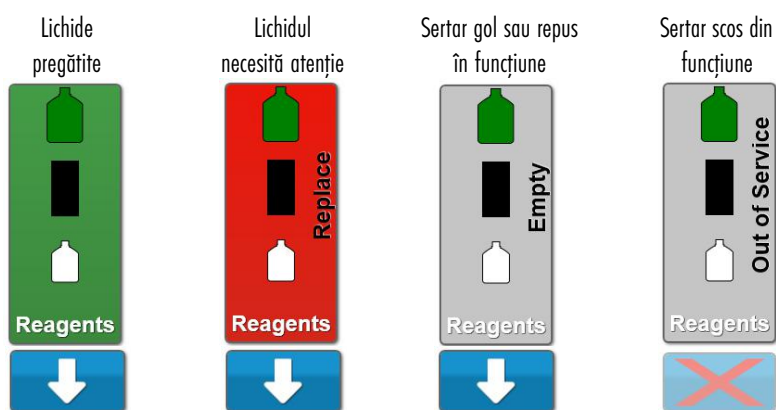 Lichide
pregătite
Lichidul
necesită atenție
Sertar gol sau repus
în funcțiune
Sertar scos din
funcțiune
Reagents
Replace
Reagents
Empty
Reagents
Out of Service
Reagents